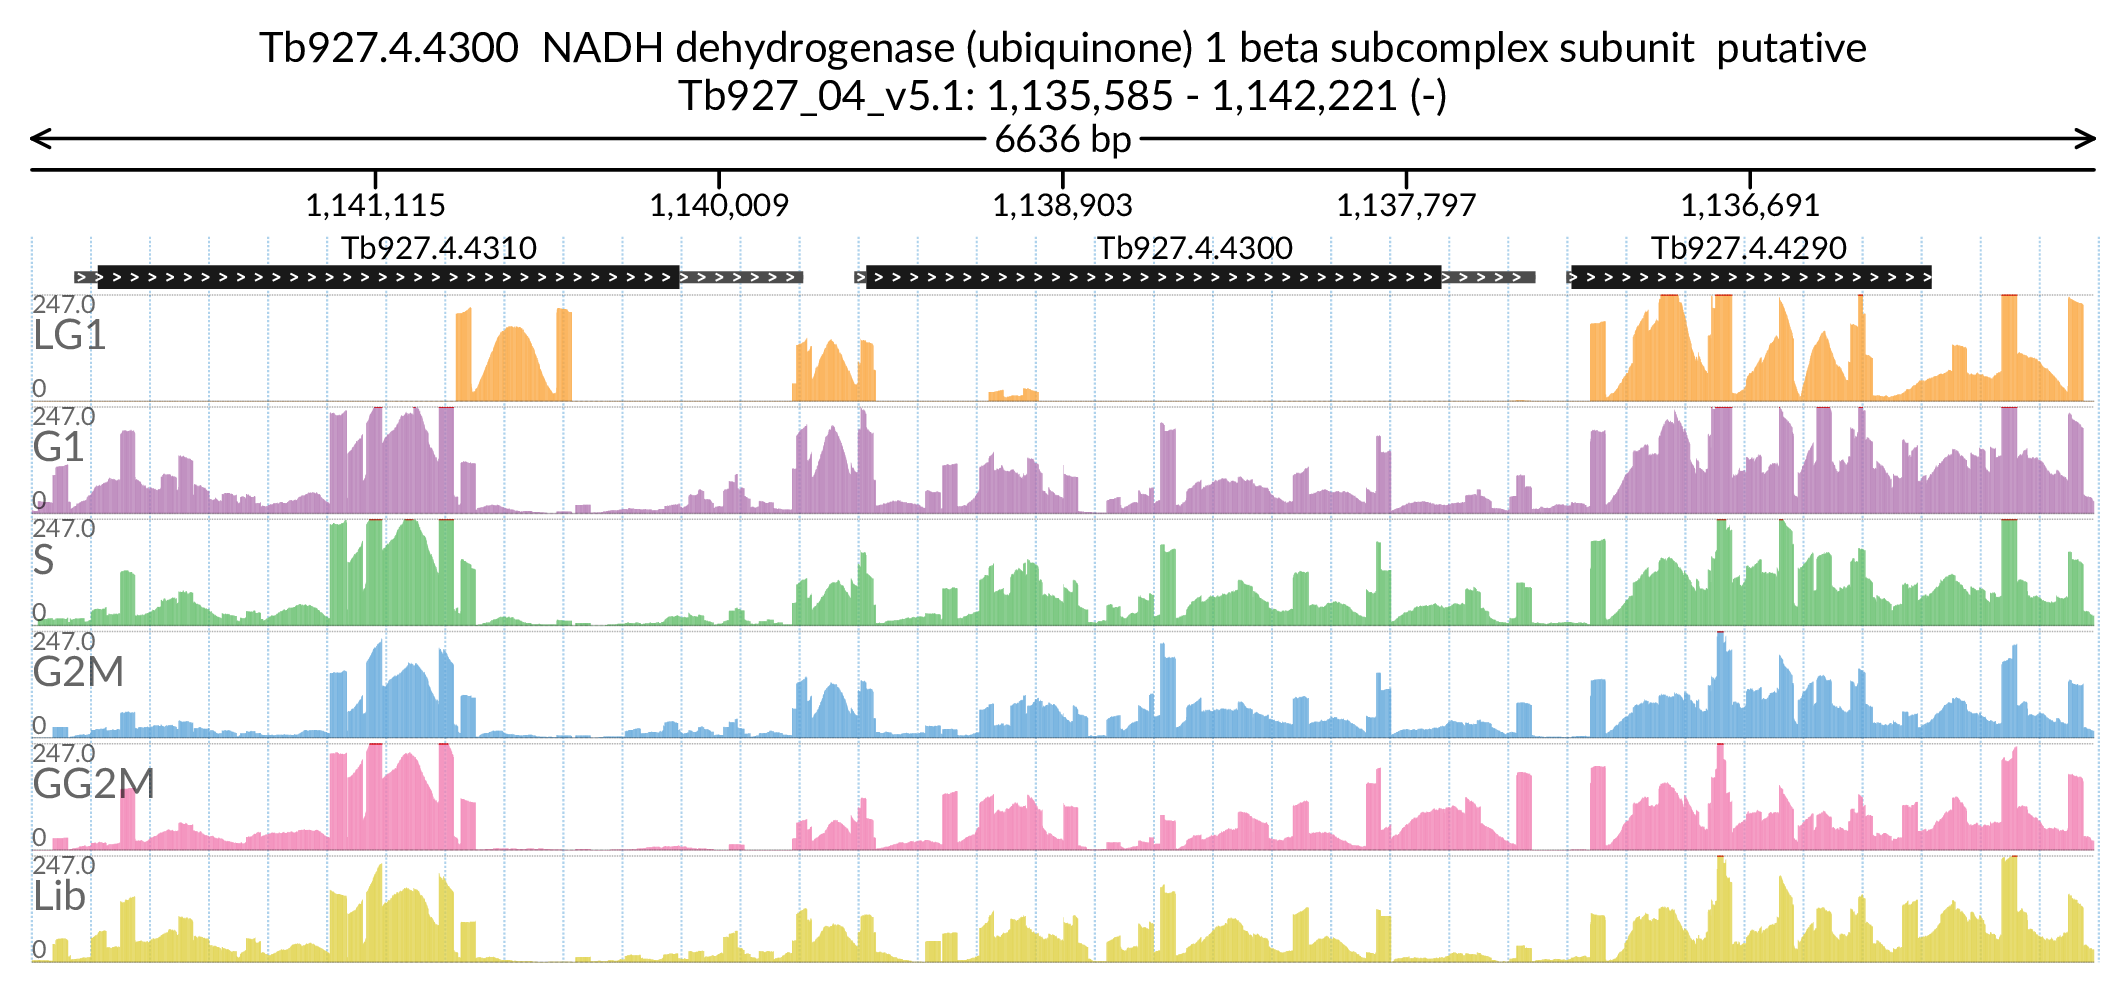 Tb927.4.4300  NADH dehydrogenase (ubiquinone) 1 beta subcomplex subunit  putative
Tb927_04_v5.1: 1,135,585 - 1,142,221 (-)
6636 bp
1,141,115 1,140,009 1,138,903 1,137,797 1,136,691
Tb927.4.4310 Tb927.4.4300 Tb927.4.4290
247.0
LG1
0
247.0
G1
0
247.0
S
0
247.0
G2M
0
247.0
GG2M
0
247.0
Lib
0